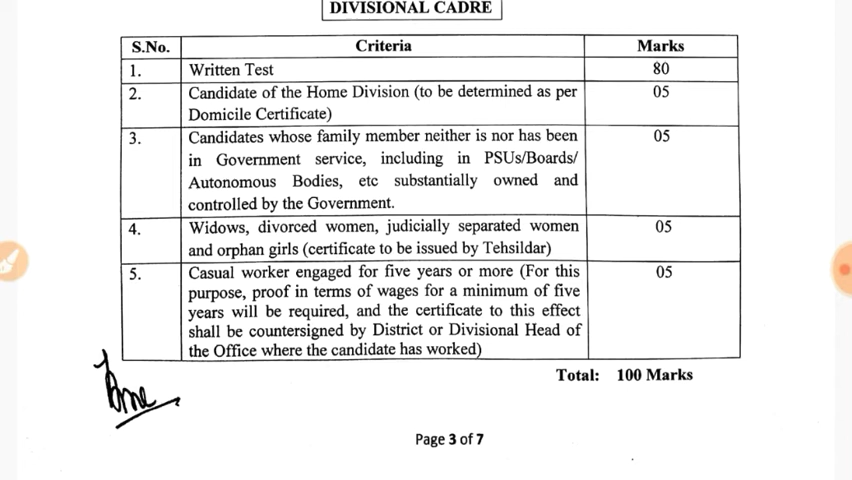 DIVISIONAL CADRE
S.No. Criteria Marks
1. Written Test 80
2. Candidate of the Home Division (to be determined as per 05
Domicile Certificate)
3. Candidates whose family member neither is nor has been 05
in Government service, including in PSUs/Boards/
Autonomous Bodies, etc substantially owned and
controlled by the Government.
4. Widows, divorced women, judicially separated women 05
and orphan girls (certificate to be issued by Tehsildar)
5. Casual worker engaged for five years or more (For this 05
purpose, proof in terms of wages for a minimum of five
years will be required, and the certificate to this effect
shall be countersigned by District or Divisional Head of
the Office where the candidate has worked)
Total: 100 Marks
Page 3 of 7